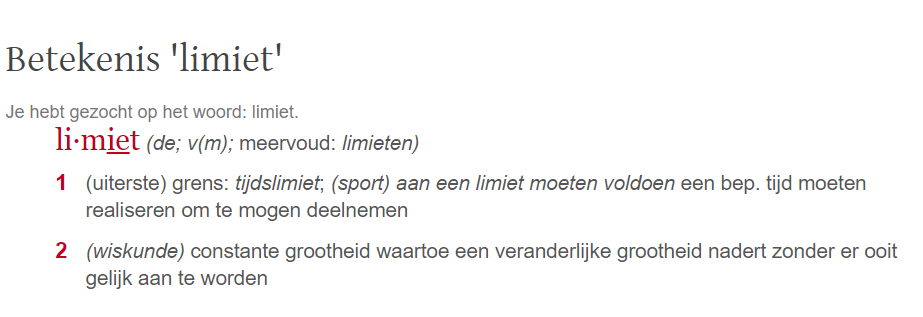 Betekenis 'limiet'
Je hebt gezocht op het woord: limiet.
li·miet (de; v(m); meervoud: limieten)
1 (uiterste) grens: tijdslimiet; (sport) aan een limiet moeten voldoen een bep. tijd moeten
realiseren om te mogen deelnemen
2 (wiskunde) constante grootheid waartoe een veranderlijke grootheid nadert zonder er ooit
gelijk aan te worden